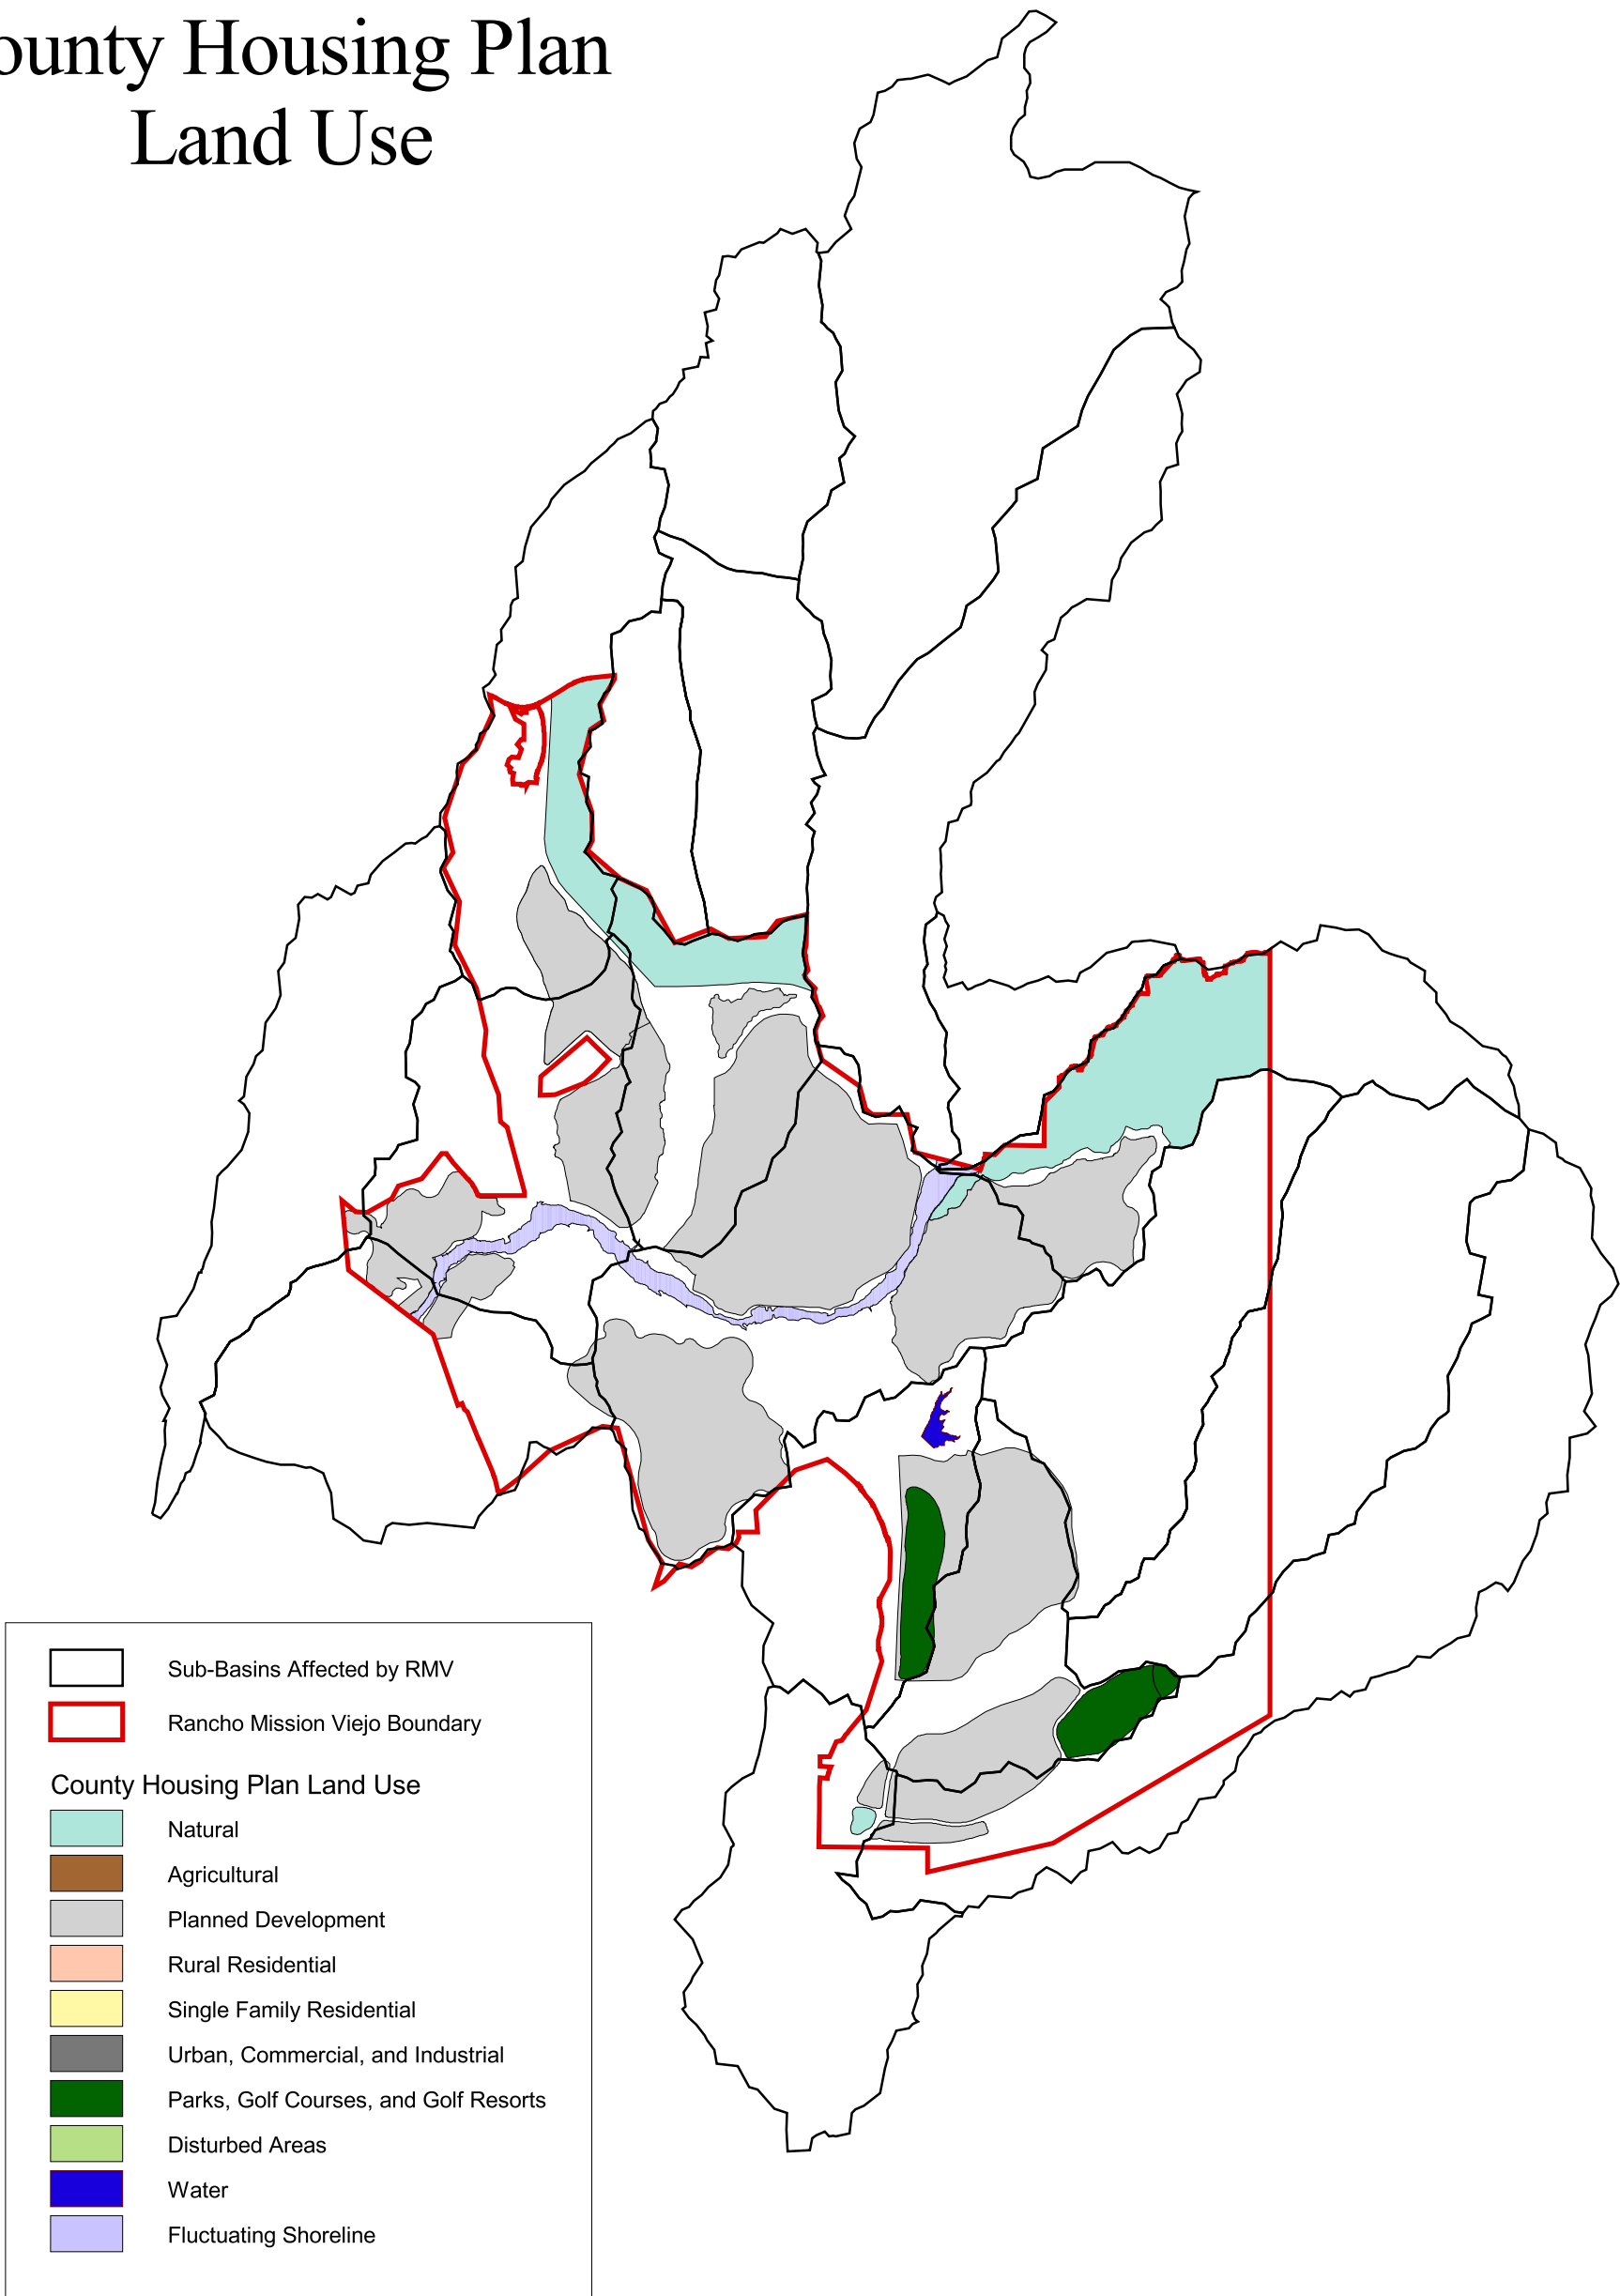 ounty Housing Plan
Land Use
Sub-Basins Affected by RMV
Rancho Mission Viejo Boundary
County Housing Plan Land Use
Natural
Agricultural
Planned Development
Rural Residential
Single Family Residential
Urban, Commercial, and Industrial
Parks, Golf Courses, and Golf Resorts
Disturbed Areas
Water
Fluctuating Shoreline